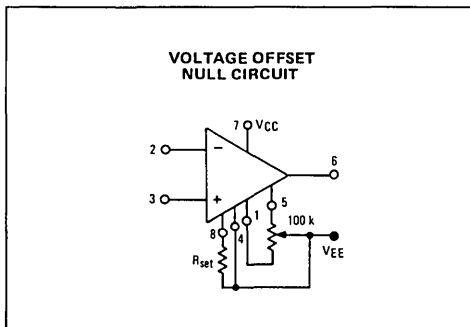 VOLTAGE OFFSET
NULL CIRCUIT
7 VCC
2
−
6
3
+
5
1
100 k
8
4
Rset
VEE